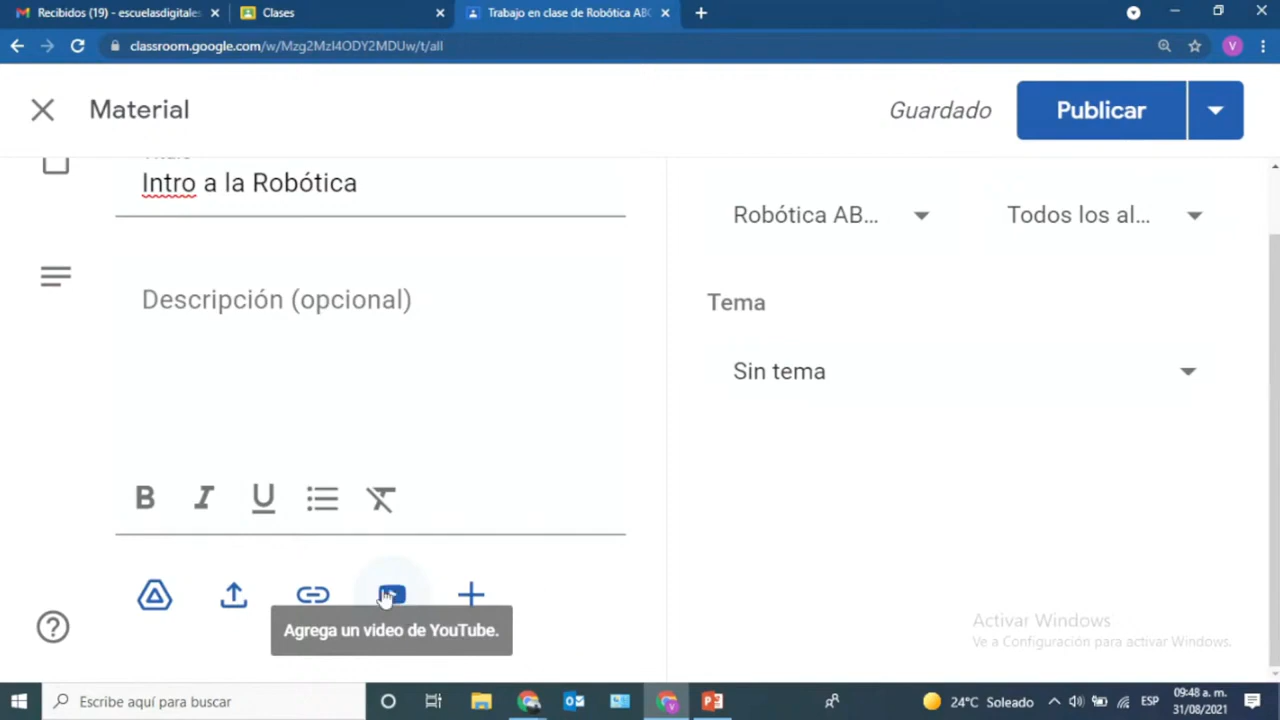 Recibidos (19) - escuelasdigitales
Clases
Trabajo en clase de Robótica ABC
classroom.google.com/w/Mzg2MzI4ODY2MDUw/t/all
V
Material
Guardado
Publicar
Intro a la Robótica
Robótica AB...
Todos los al...
Descripción (opcional)
Tema
Sin tema
B I U
Agrega un video de YouTube.
Activar Windows
Ve a Configuración para activar Windows.
Escribe aquí para buscar
24°C Soleado
ESP
09:48 a. m.
31/08/2021